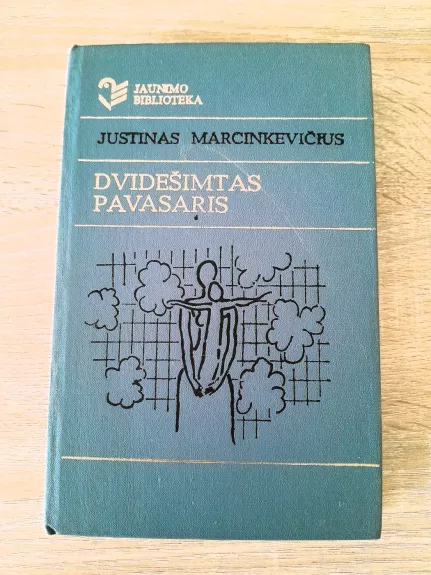 JAUNIMO
BIBLIOTEKA
JUSTINAS MARCINKEVIČIUS
DVIDEŠIMTAS
PAVASARIS